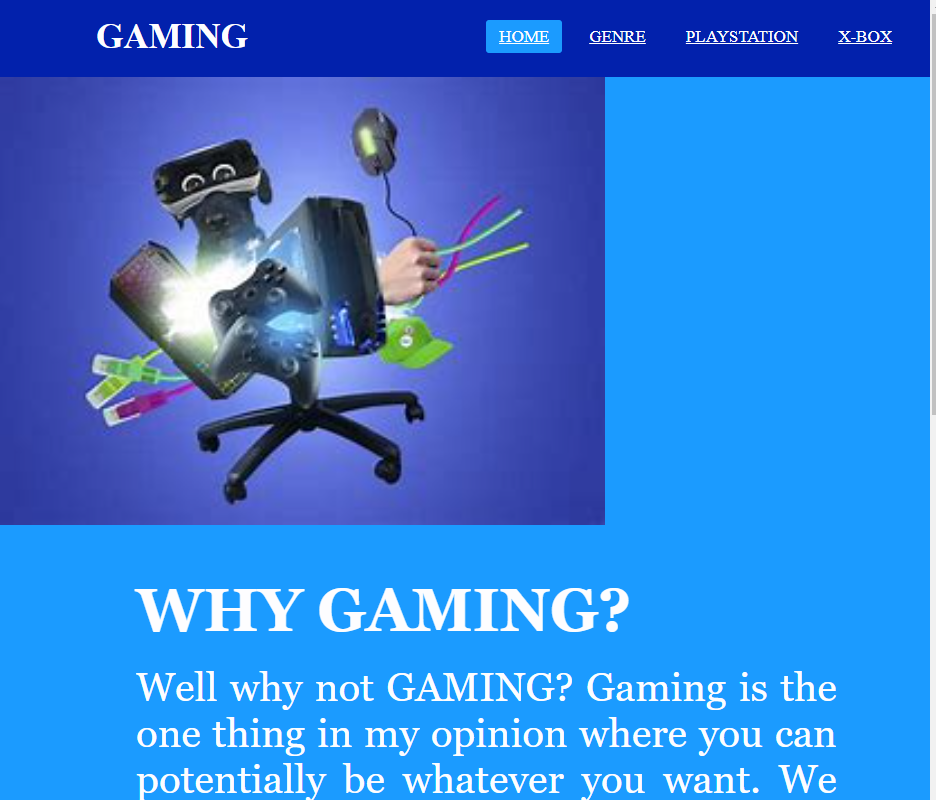 GAMING
HOME GENRE PLAYSTATION X-BOX
WHY GAMING?
Well why not GAMING? Gaming is the
one thing in my opinion where you can
potentially be whatever you want. We